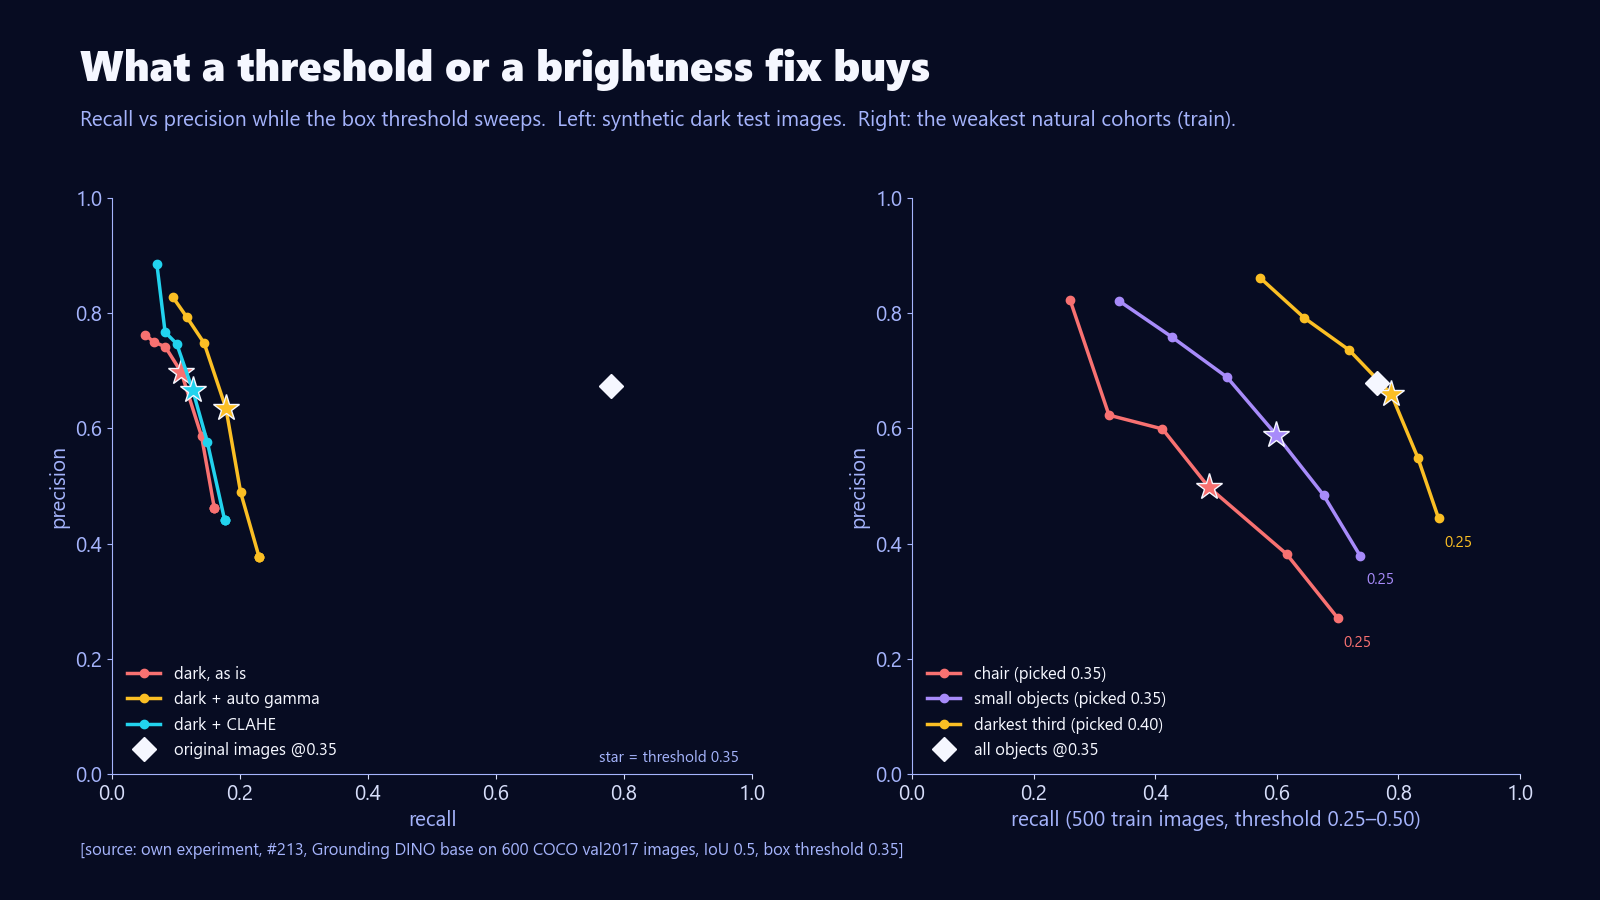 What a threshold or a brightness fix buys
Recall vs precision while the box threshold sweeps.  Left: synthetic dark test images.  Right: the weakest natural cohorts (train).
1.0
0.8
0.6
0.4
0.2
0.0
precision
dark, as is
dark + auto gamma
dark + CLAHE
original images @0.35
star = threshold 0.35
0.0 0.2 0.4 0.6 0.8 1.0
recall
1.0
0.8
0.6
0.4
0.2
0.0
precision
0.25
0.25
0.25
chair (picked 0.35)
small objects (picked 0.35)
darkest third (picked 0.40)
all objects @0.35
0.0 0.2 0.4 0.6 0.8 1.0
recall (500 train images, threshold 0.25–0.50)
[source: own experiment, #213, Grounding DINO base on 600 COCO val2017 images, IoU 0.5, box threshold 0.35]